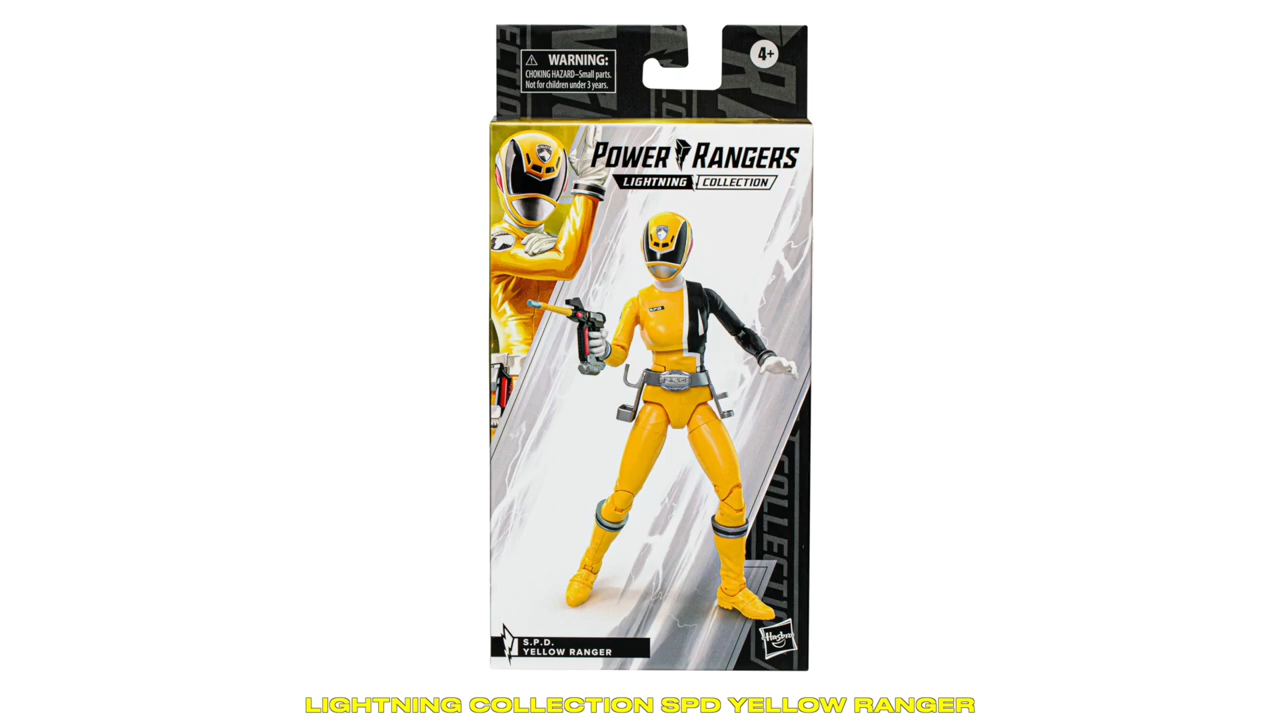 WARNING:
CHOKING HAZARD–Small parts.
Not for children under 3 years.
4+
POWER RANGERS
LIGHTNING COLLECTION
S.P.D.
S.P.D.
YELLOW RANGER
Hasbro
LIGHTNING COLLECTION SPD YELLOW RANGER